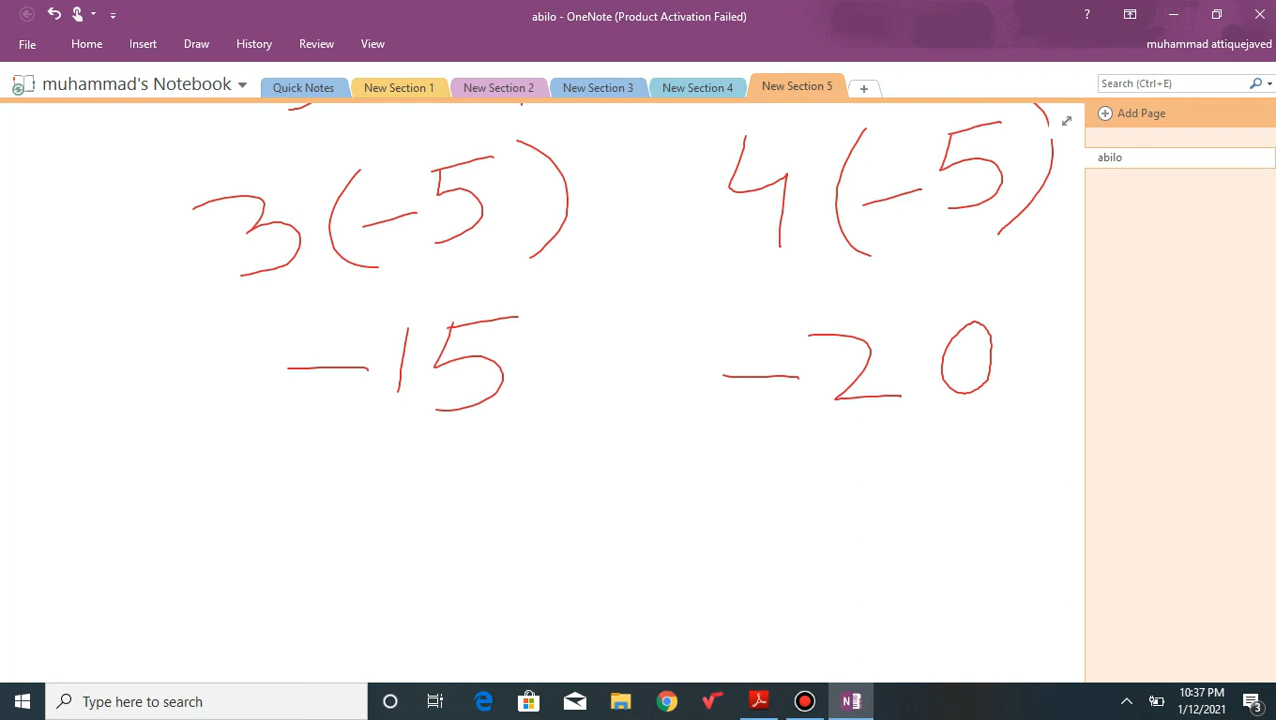 abilo - OneNote (Product Activation Failed)
?
File Home Insert Draw History Review View
muhammad attiquejaved
muhammad's Notebook Quick Notes New Section 1 New Section 2 New Section 3 New Section 4 New Section 5 +
Search (Ctrl+E)
Add Page
abilo
3(-5) 4(-5)
-15 -20
Type here to search
10:37 PM
1/12/2021
3